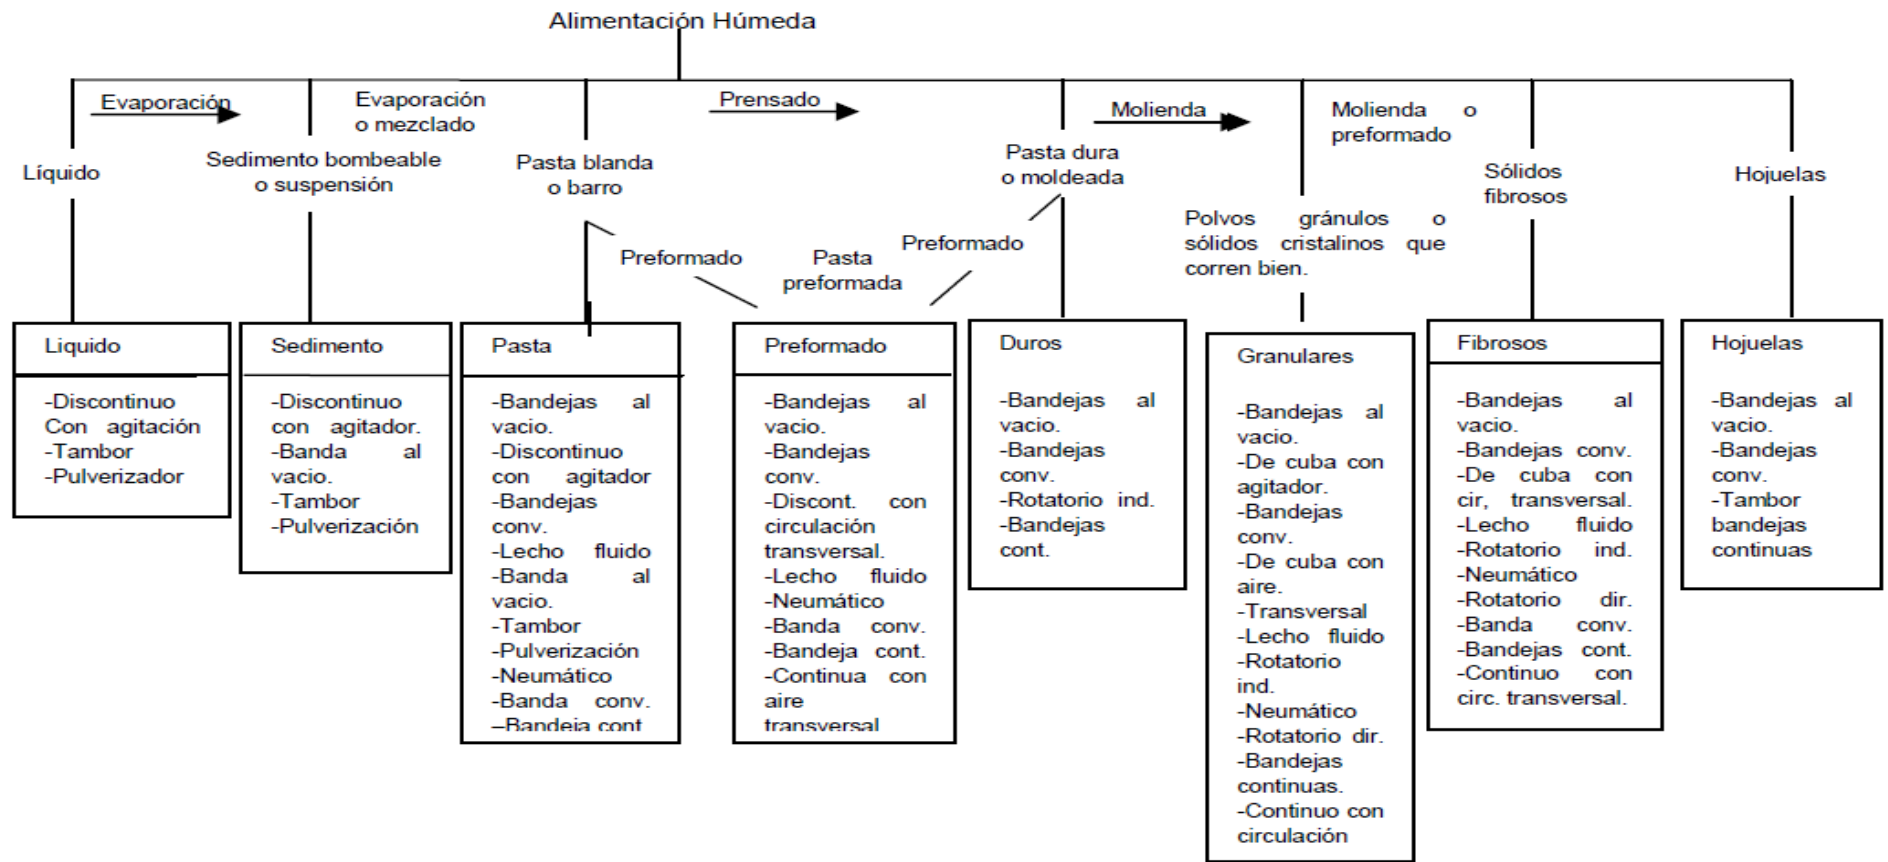 Alimentación Húmeda
Evaporación
Evaporación
o mezclado
Prensado
Molienda
Molienda o
preformado
Líquido
Sedimento bombeable
o suspensión
Pasta blanda
o barro
Pasta dura
o moldeada
Sólidos
fibrosos
Hojuelas
Polvos gránulos o
sólidos cristalinos que
corren bien.
Preformado
Pasta
preformada
Preformado
Liquido
-Discontinuo
Con agitación
-Tambor
-Pulverizador
Sedimento
-Discontinuo
con agitador.
-Banda al
vacio.
-Tambor
-Pulverización
Pasta
-Bandejas al
vacio.
-Discontinuo
con agitador
-Bandejas
conv.
-Lecho fluido
-Banda al
vacio.
-Tambor
-Pulverización
-Neumático
-Banda conv.
–Bandeja cont
Preformado
-Bandejas al
vacio.
-Bandejas
conv.
-Discont. con
circulación
transversal.
-Lecho fluido
-Neumático
-Banda conv.
-Bandeja cont.
-Continua con
aire
transversal
Duros
-Bandejas al
vacio.
-Bandejas
conv.
-Rotatorio ind.
-Bandejas
cont.
Granulares
-Bandejas al
vacio.
-De cuba con
agitador.
-Bandejas
conv.
-De cuba con
aire.
-Transversal
-Lecho fluido
-Rotatorio
ind.
-Neumático
-Rotatorio dir.
-Bandejas
continuas.
-Continuo con
circulación
Fibrosos
-Bandejas al
vacio.
-Bandejas conv.
-De cuba con
cir, transversal.
-Lecho fluido
-Rotatorio ind.
-Neumático
-Rotatorio dir.
-Banda conv.
-Bandejas cont.
-Continuo con
circ. transversal.
Hojuelas
-Bandejas al
vacio.
-Bandejas
conv.
-Tambor
bandejas
continuas